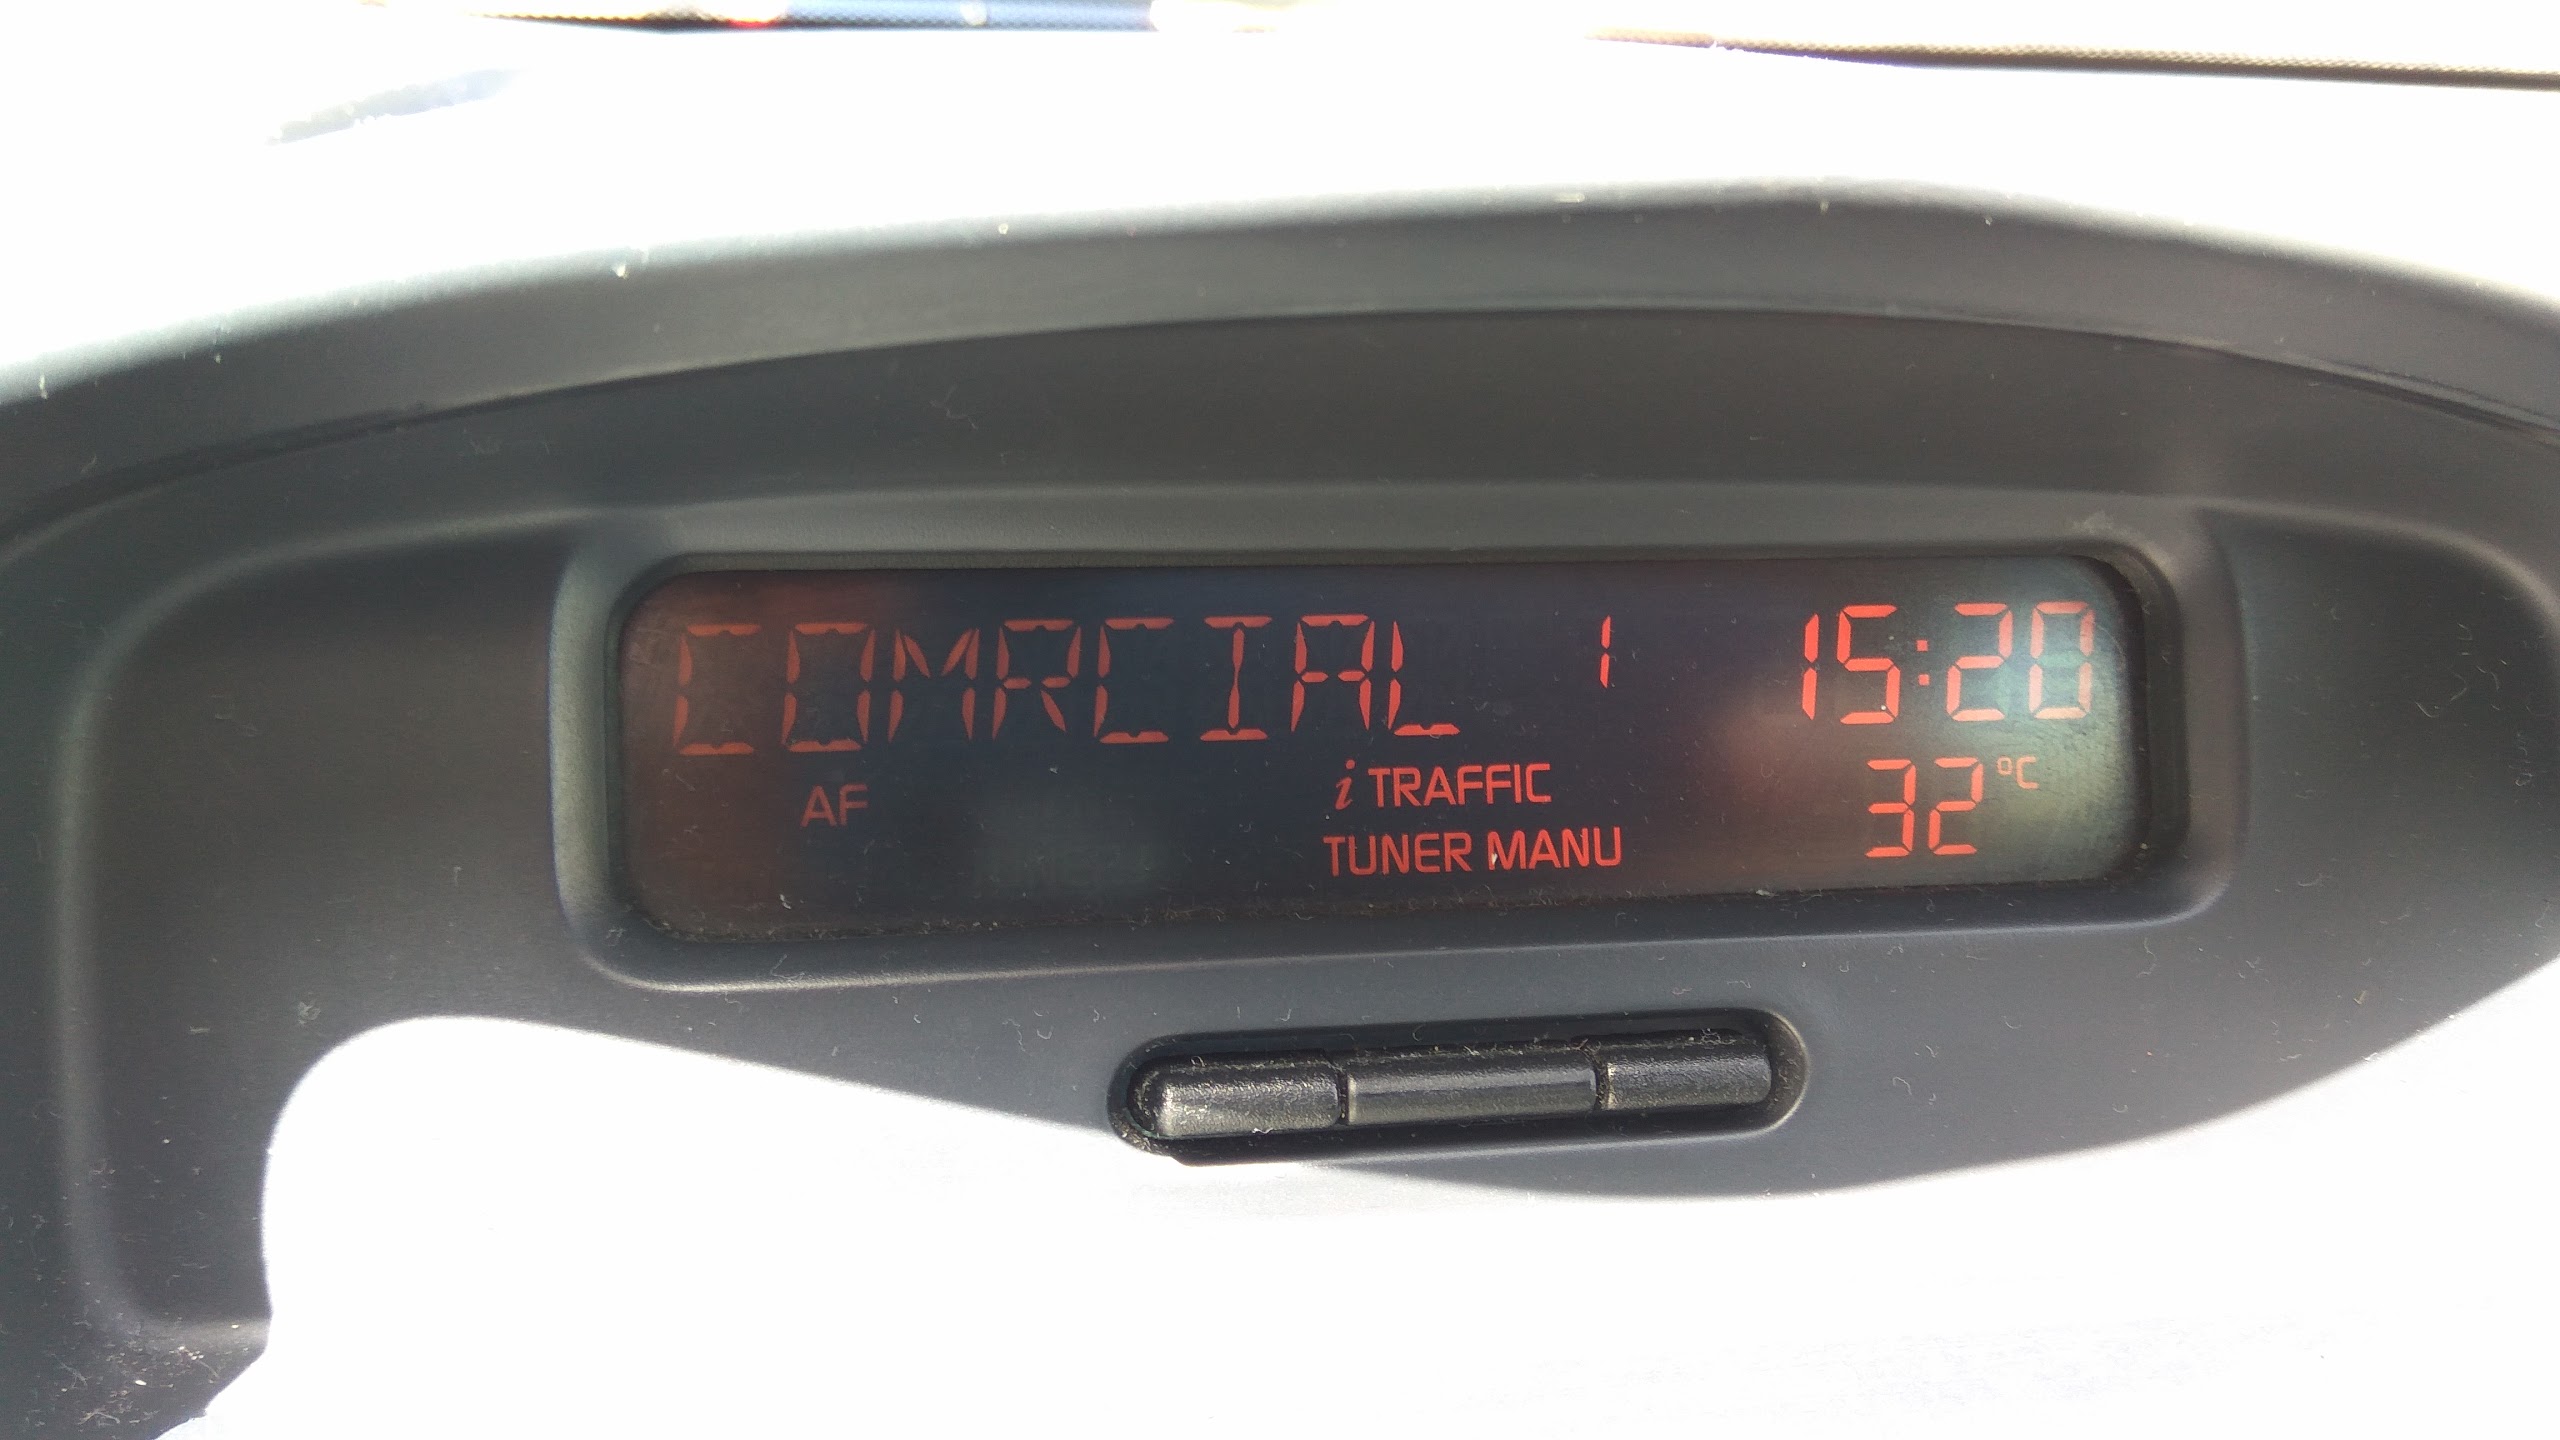 COMRCIAL 1 15:20
AF i TRAFFIC 32 °C
TUNER MANU